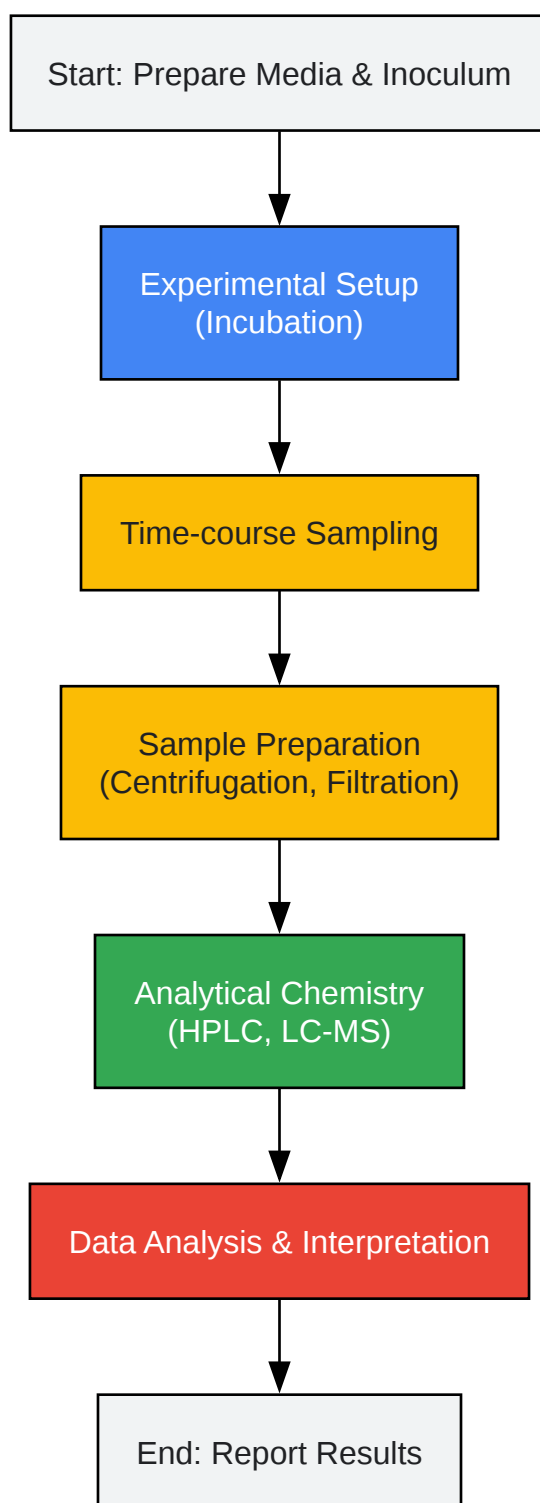 Start: Prepare Media & Inoculum
Experimental Setup
(Incubation)
Time-course Sampling
Sample Preparation
(Centrifugation, Filtration)
Analytical Chemistry
(HPLC, LC-MS)
Data Analysis & Interpretation
End: Report Results